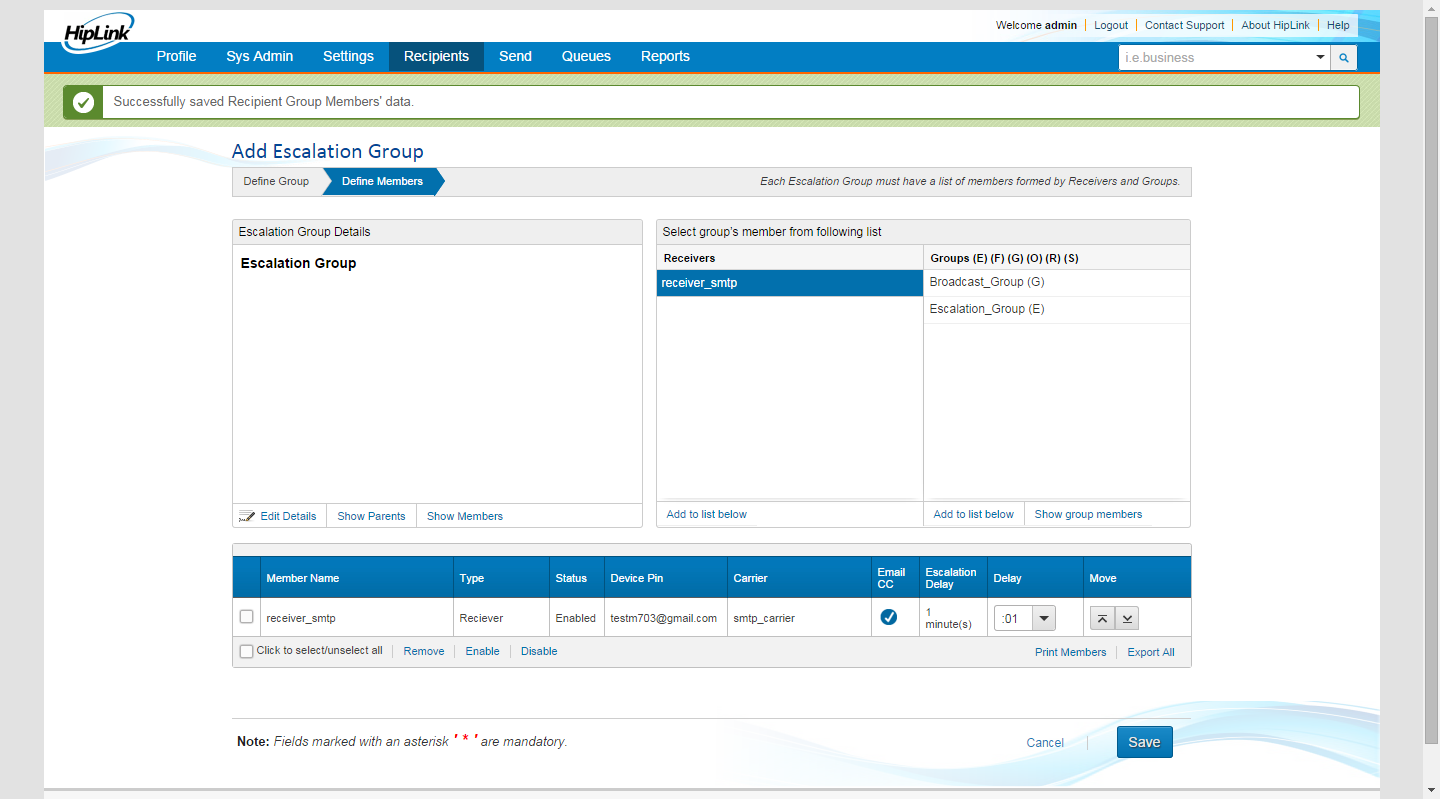 HipLink
Welcome admin Logout Contact Support About HipLink Help
Profile Sys Admin Settings Recipients Send Queues Reports i.e.business
Successfully saved Recipient Group Members' data.
Add Escalation Group
Define Group Define Members Each Escalation Group must have a list of members formed by Receivers and Groups.
Escalation Group Details
Escalation Group
Edit Details Show Parents Show Members
Select group's member from following list
Receivers Groups (E) (F) (G) (O) (R) (S)
receiver_smtp Broadcast_Group (G)
Escalation_Group (E)
Add to list below Add to list below Show group members
Member Name Type Status Device Pin Carrier Email CC Escalation Delay Delay Move
receiver_smtp Reciever Enabled testm703@gmail.com smtp_carrier 1 minute(s) :01
Click to select/unselect all Remove Enable Disable Print Members Export All
Note: Fields marked with an asterisk ' * ' are mandatory. Cancel Save